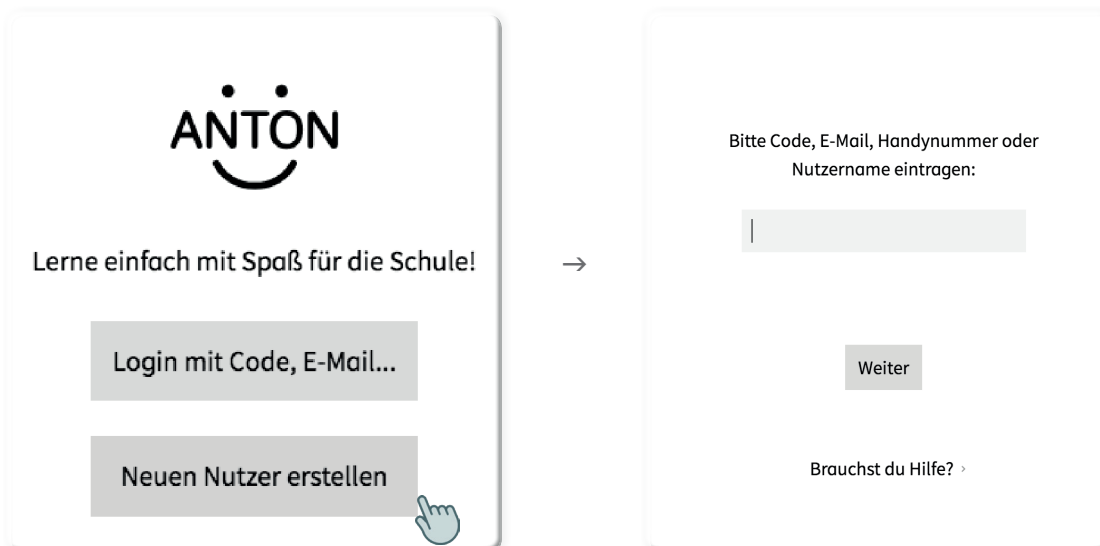 ANTON
Lerne einfach mit Spaß für die Schule!
Login mit Code, E-Mail...
Neuen Nutzer erstellen
→
Bitte Code, E-Mail, Handynummer oder
Nutzername eintragen:
Weiter
Brauchst du Hilfe? ›